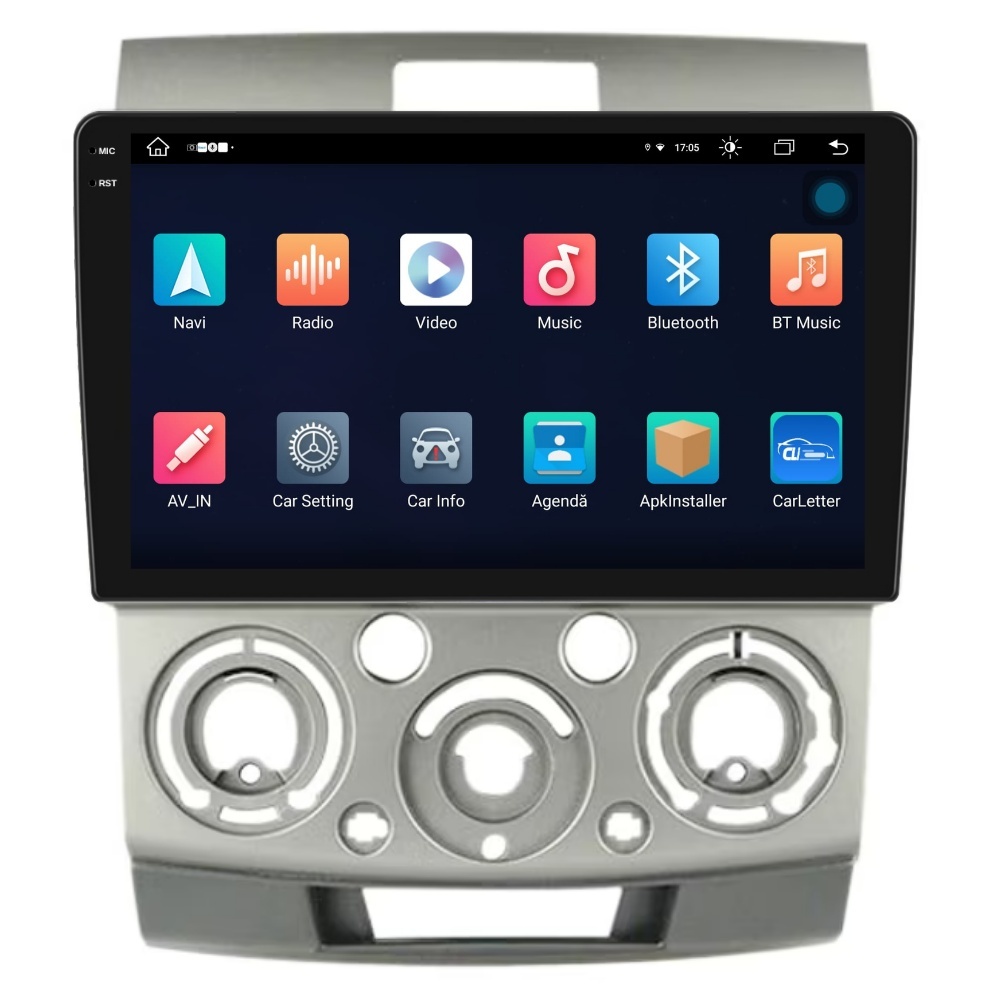 MIC
17:05
RST
Navi Radio Video Music Bluetooth BT Music
AV_IN Car Setting Car Info Agendă ApkInstaller CarLetter